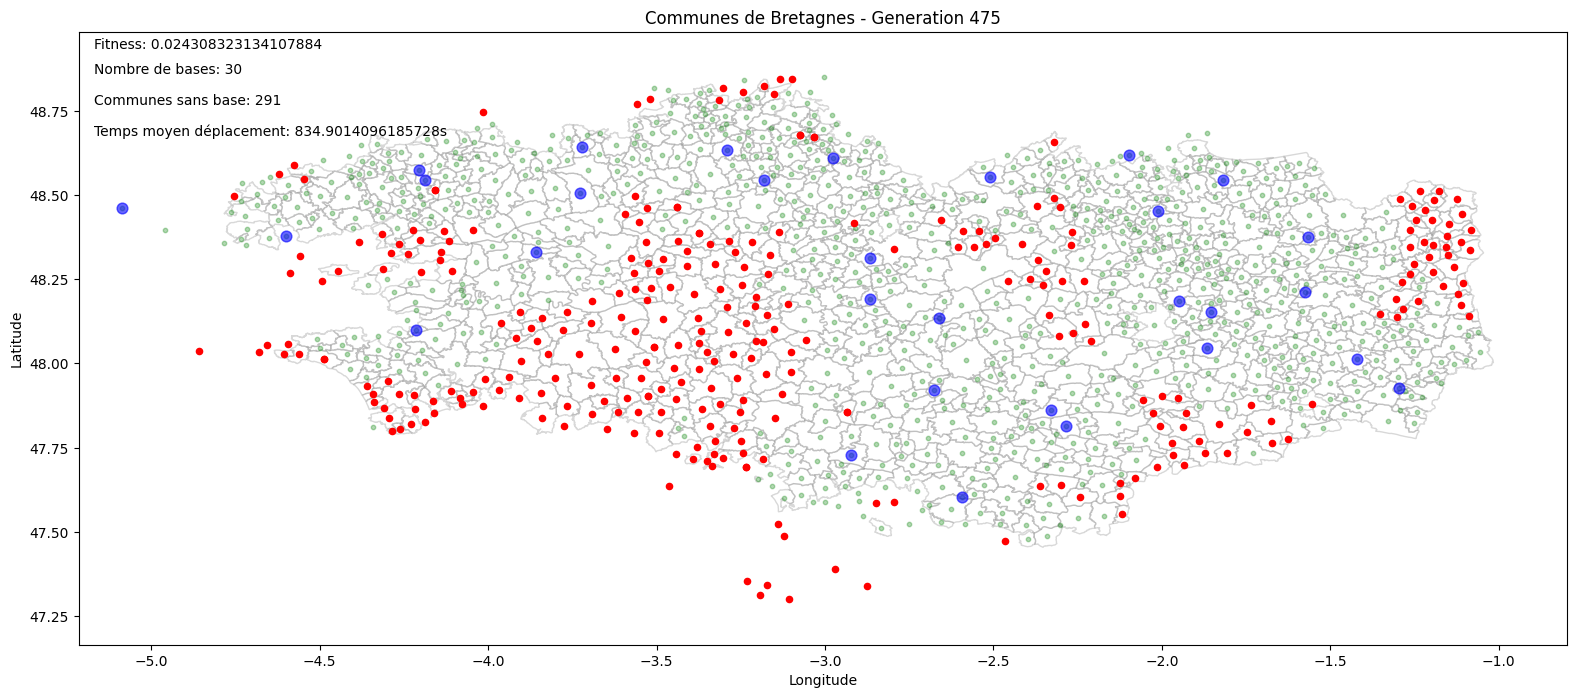 Communes de Bretagnes - Generation 475
Fitness: 0.024308323134107884
Nombre de bases: 30
Communes sans base: 291
Temps moyen déplacement: 834.9014096185728s
Latitude
48.75
48.50
48.25
48.00
47.75
47.50
47.25
−5.0 −4.5 −4.0 −3.5 −3.0 −2.5 −2.0 −1.5 −1.0
Longitude